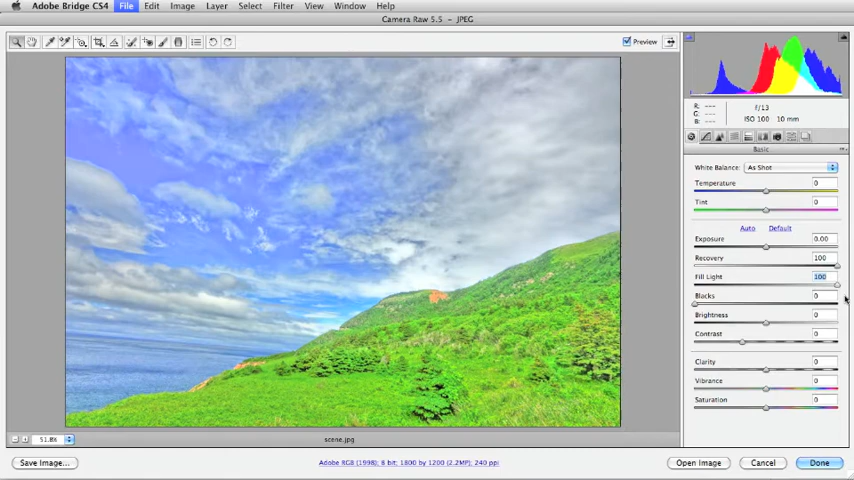 Adobe Bridge CS4 File Edit Image Layer Select Filter View Window Help
Camera Raw 5.5 - JPEG
Preview
R: ---
G: ---
B: ---
f/13
ISO 100 10 mm
Basic
White Balance: As Shot
Temperature 0
Tint 0
Auto Default
Exposure 0.00
Recovery 100
Fill Light 100
Blacks 0
Brightness 0
Contrast 0
Clarity 0
Vibrance 0
Saturation 0
51.8%
scene.jpg
Save Image... Adobe RGB (1998); 8 bit; 1800 by 1200 (2.2MP); 240 ppi Open Image Cancel Done